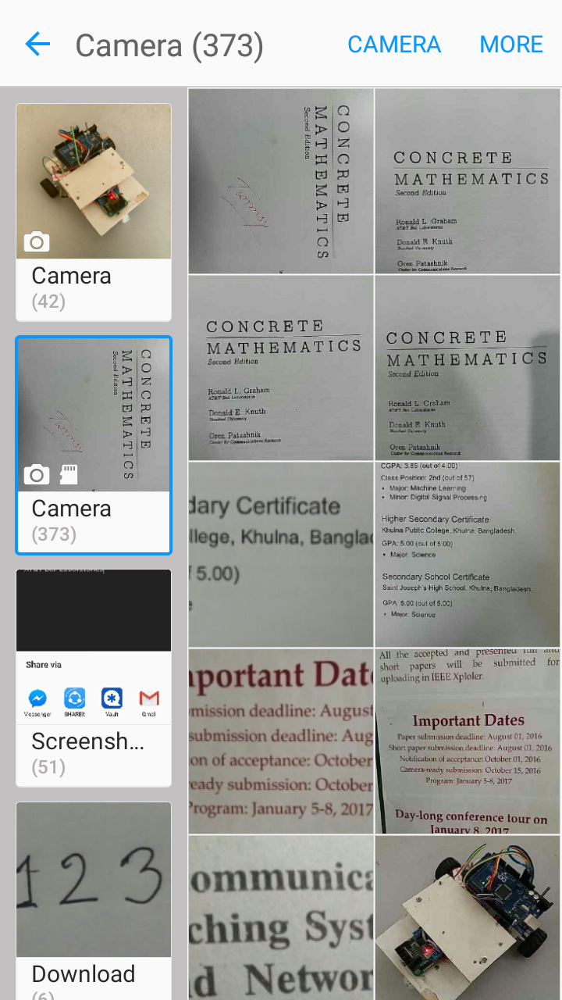 Camera (373)
CAMERA
MORE
Camera
(42)
CONCRETE
MATHEMATICS
Second Edition
Camera
(373)
Share via
Messenger
SHAREit
Vault
Gmail
Screensh...
(51)
1 2 3
Download
(6)
CONCRETE
MATHEMATICS
Second Edition
CONCRETE
MATHEMATICS
Second Edition
Ronald L. Graham
AT&T Bell Laboratories
Donald E. Knuth
Stanford University
Oren Patashnik
Center for Communications Research
CONCRETE
MATHEMATICS
Second Edition
Ronald L. Graham
AT&T Bell Laboratories
Donald E. Knuth
Stanford University
Oren Patashnik
Center for Communications Research
CONCRETE
MATHEMATICS
Second Edition
Ronald L. Graham
AT&T Bell Laboratories
Donald E. Knuth
Stanford University
Oren Patashnik
Center for Communications Research
dary Certificate
llege, Khulna, Banglad
5.00)
CGPA: 3.89 (out of 4.00)
Class Position: 2nd (out of 57)
• Major: Machine Learning
• Minor: Digital Signal Processing
Higher Secondary Certificate
Khulna Public College, Khulna, Bangladesh.
GPA: 5.00 (out of 5.00)
• Major: Science
Secondary School Certificate
Saint Joseph's High School, Khulna, Bangladesh.
GPA: 5.00 (out of 5.00)
• Major: Science
nportant Date
mission deadline: August
submission deadline: Aug
on of acceptance: October
ready submission: October
Program: January 5-8, 2017
All the accepted and presented full and
short papers will be submitted for
uploading in IEEE Xploler.
Important Dates
Paper submission deadline: August 01, 2016
Short paper submission deadline: August 01, 2016
Notification of acceptance: October 01, 2016
Camera-ready submission: October 15, 2016
Program: January 5-8, 2017
Day-long conference tour on
January 8, 2017
ommunica
ching Syst
d Networ